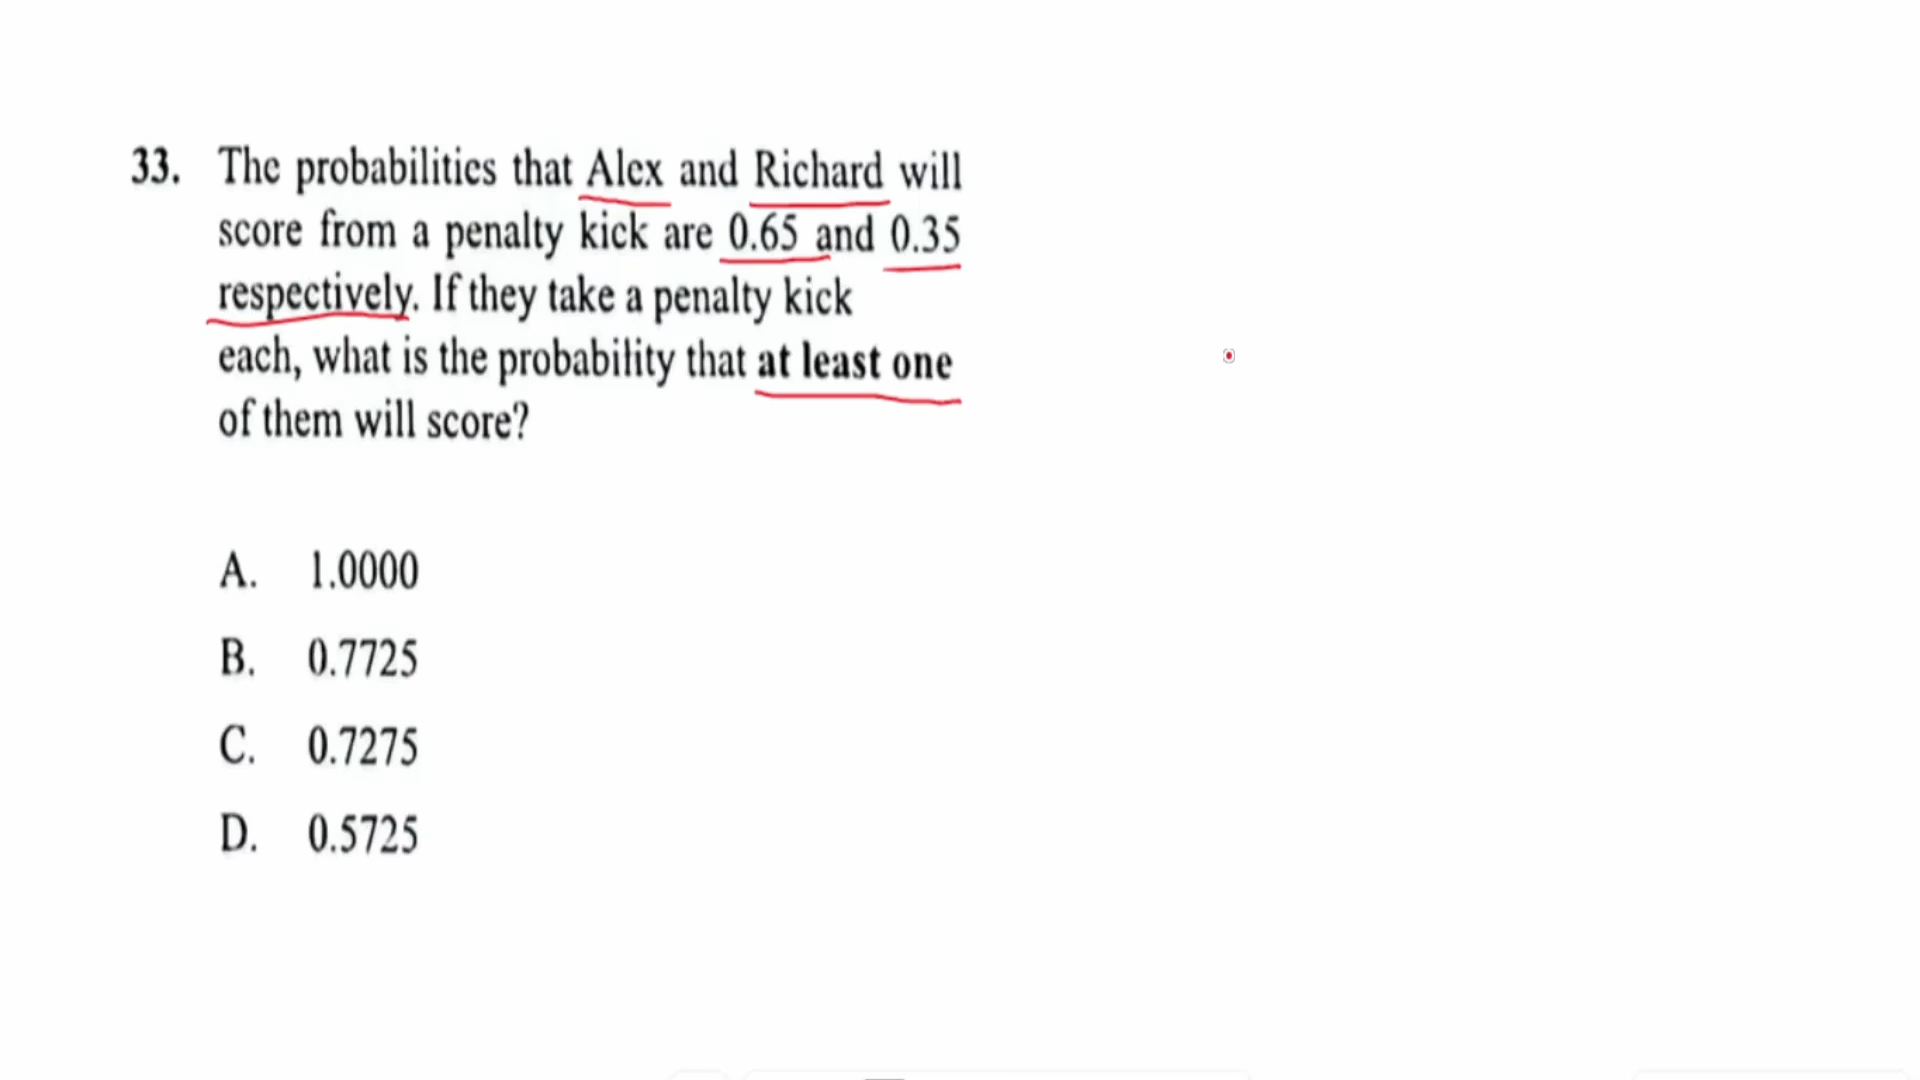 33. The probabilities that Alex and Richard will
score from a penalty kick are 0.65 and 0.35
respectively. If they take a penalty kick
each, what is the probability that at least one
of them will score?
A. 1.0000
B. 0.7725
C. 0.7275
D. 0.5725